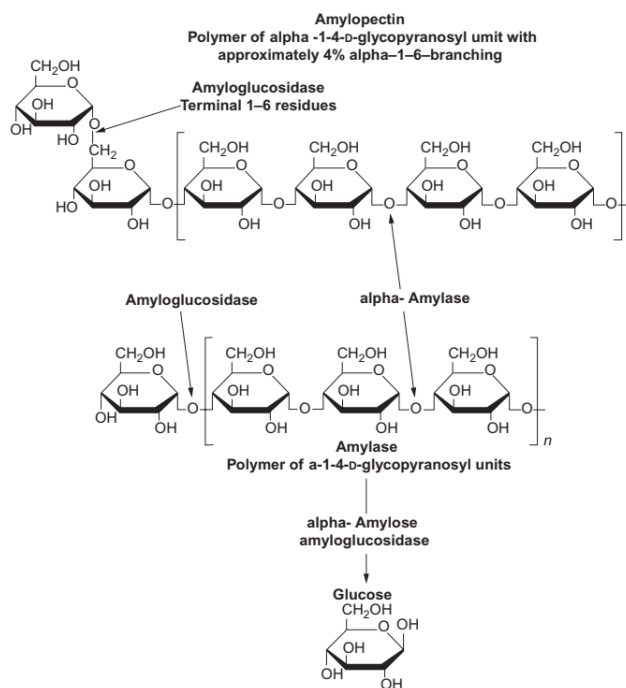 Amylopectin
Polymer of alpha -1-4-D-glycopyranosyl umit with
approximately 4% alpha–1–6–branching
CH2OH
O
OH
OH
HO
O
Amyloglucosidase
Terminal 1–6 residues
CH2
O
OH
HO
OH
O
CH2OH
O
OH
OH
O
CH2OH
O
OH
OH
O
CH2OH
O
OH
OH
O
CH2OH
O
OH
OH
O
Amyloglucosidase
alpha- Amylase
CH2OH
O
OH
OH
OH
O
CH2OH
O
OH
OH
O
CH2OH
O
OH
OH
O
CH2OH
O
OH
OH
O
n
Amylase
Polymer of a-1-4-D-glycopyranosyl units
alpha- Amylose
amyloglucosidase
Glucose
CH2OH
O
OH
OH
OH
OH